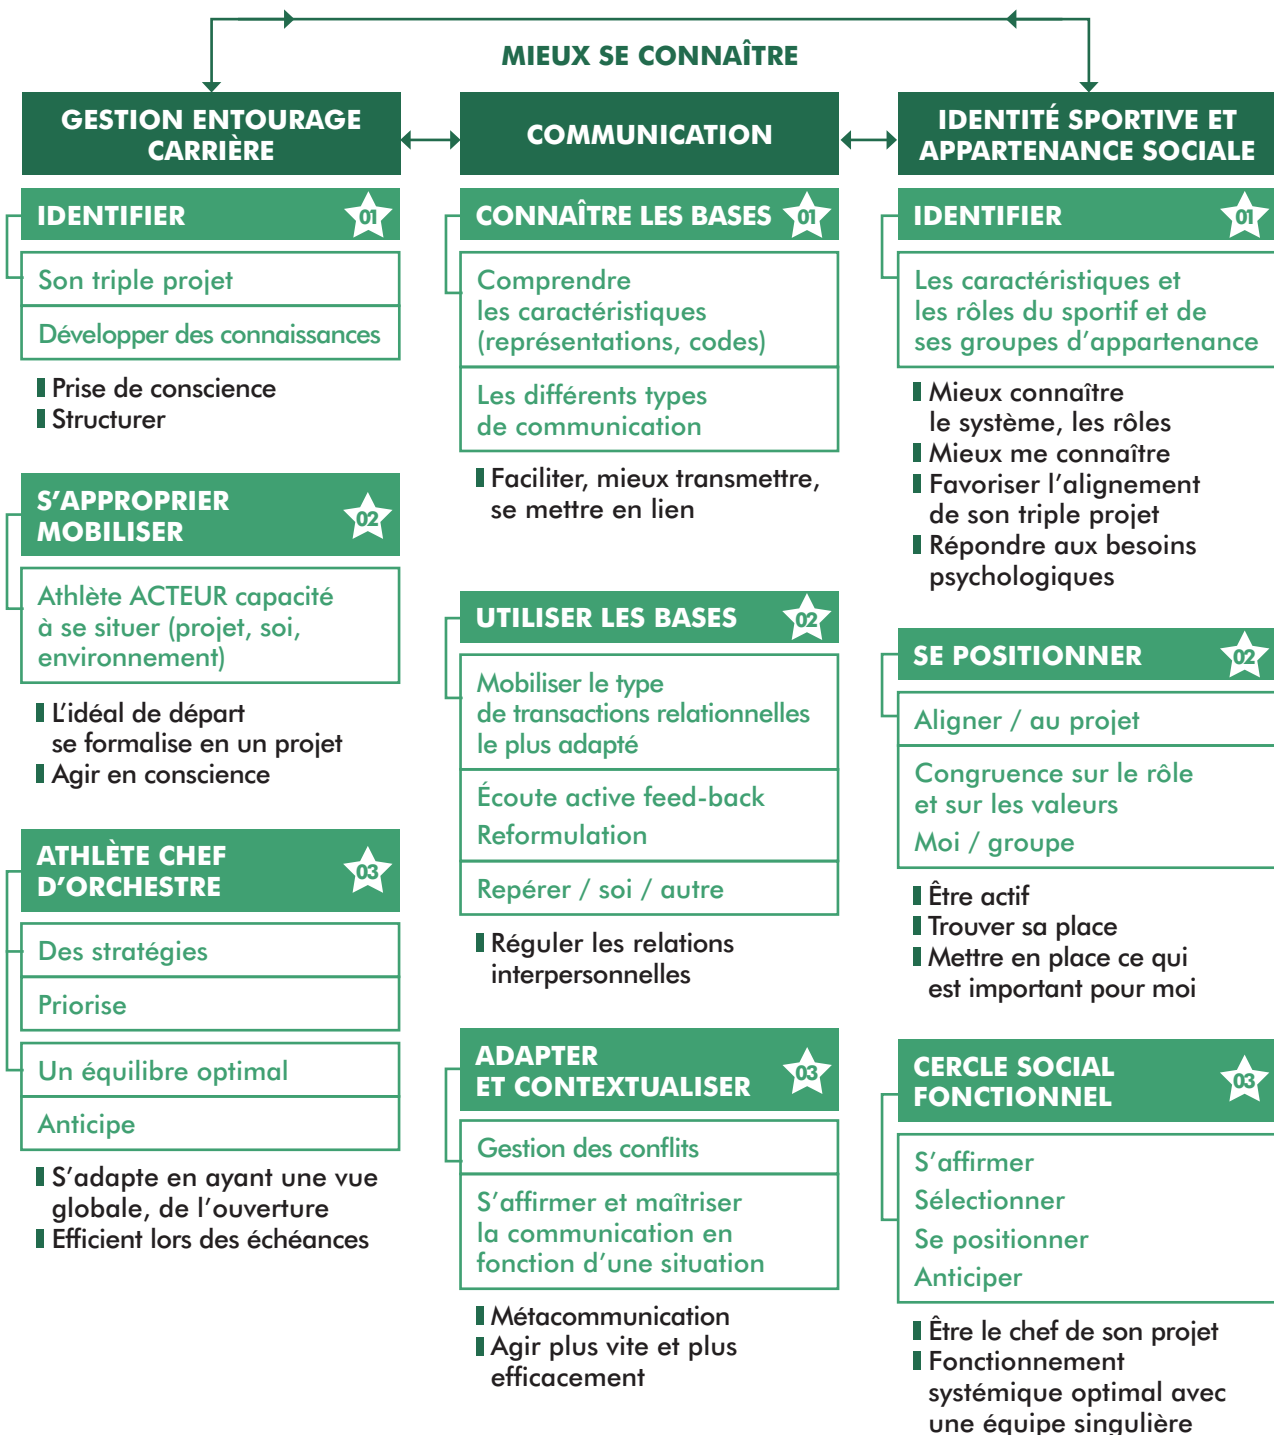 MIEUX SE CONNAÎTRE
GESTION ENTOURAGE
CARRIÈRE
IDENTIFIER 01
Son triple projet
Développer des connaissances
Prise de conscience
Structurer
S’APPROPRIER
MOBILISER 02
Athlète ACTEUR capacité
à se situer (projet, soi,
environnement)
L’idéal de départ
se formalise en un projet
Agir en conscience
ATHLÈTE CHEF
D’ORCHESTRE 03
Des stratégies
Priorise
Un équilibre optimal
Anticipe
S’adapte en ayant une vue
globale, de l’ouverture
Efficient lors des échéances
COMMUNICATION
CONNAÎTRE LES BASES 01
Comprendre
les caractéristiques
(représentations, codes)
Les différents types
de communication
Faciliter, mieux transmettre,
se mettre en lien
UTILISER LES BASES 02
Mobiliser le type
de transactions relationnelles
le plus adapté
Écoute active feed-back
Reformulation
Repérer / soi / autre
Réguler les relations
interpersonnelles
ADAPTER
ET CONTEXTUALISER 03
Gestion des conflits
S’affirmer et maîtriser
la communication en
fonction d’une situation
Métacommunication
Agir plus vite et plus
efficacement
IDENTITÉ SPORTIVE ET
APPARTENANCE SOCIALE
IDENTIFIER 01
Les caractéristiques et
les rôles du sportif et de
ses groupes d’appartenance
Mieux connaître
le système, les rôles
Mieux me connaître
Favoriser l’alignement
de son triple projet
Répondre aux besoins
psychologiques
SE POSITIONNER 02
Aligner / au projet
Congruence sur le rôle
et sur les valeurs
Moi / groupe
Être actif
Trouver sa place
Mettre en place ce qui
est important pour moi
CERCLE SOCIAL
FONCTIONNEL 03
S’affirmer
Sélectionner
Se positionner
Anticiper
Être le chef de son projet
Fonctionnement
systémique optimal avec
une équipe singulière